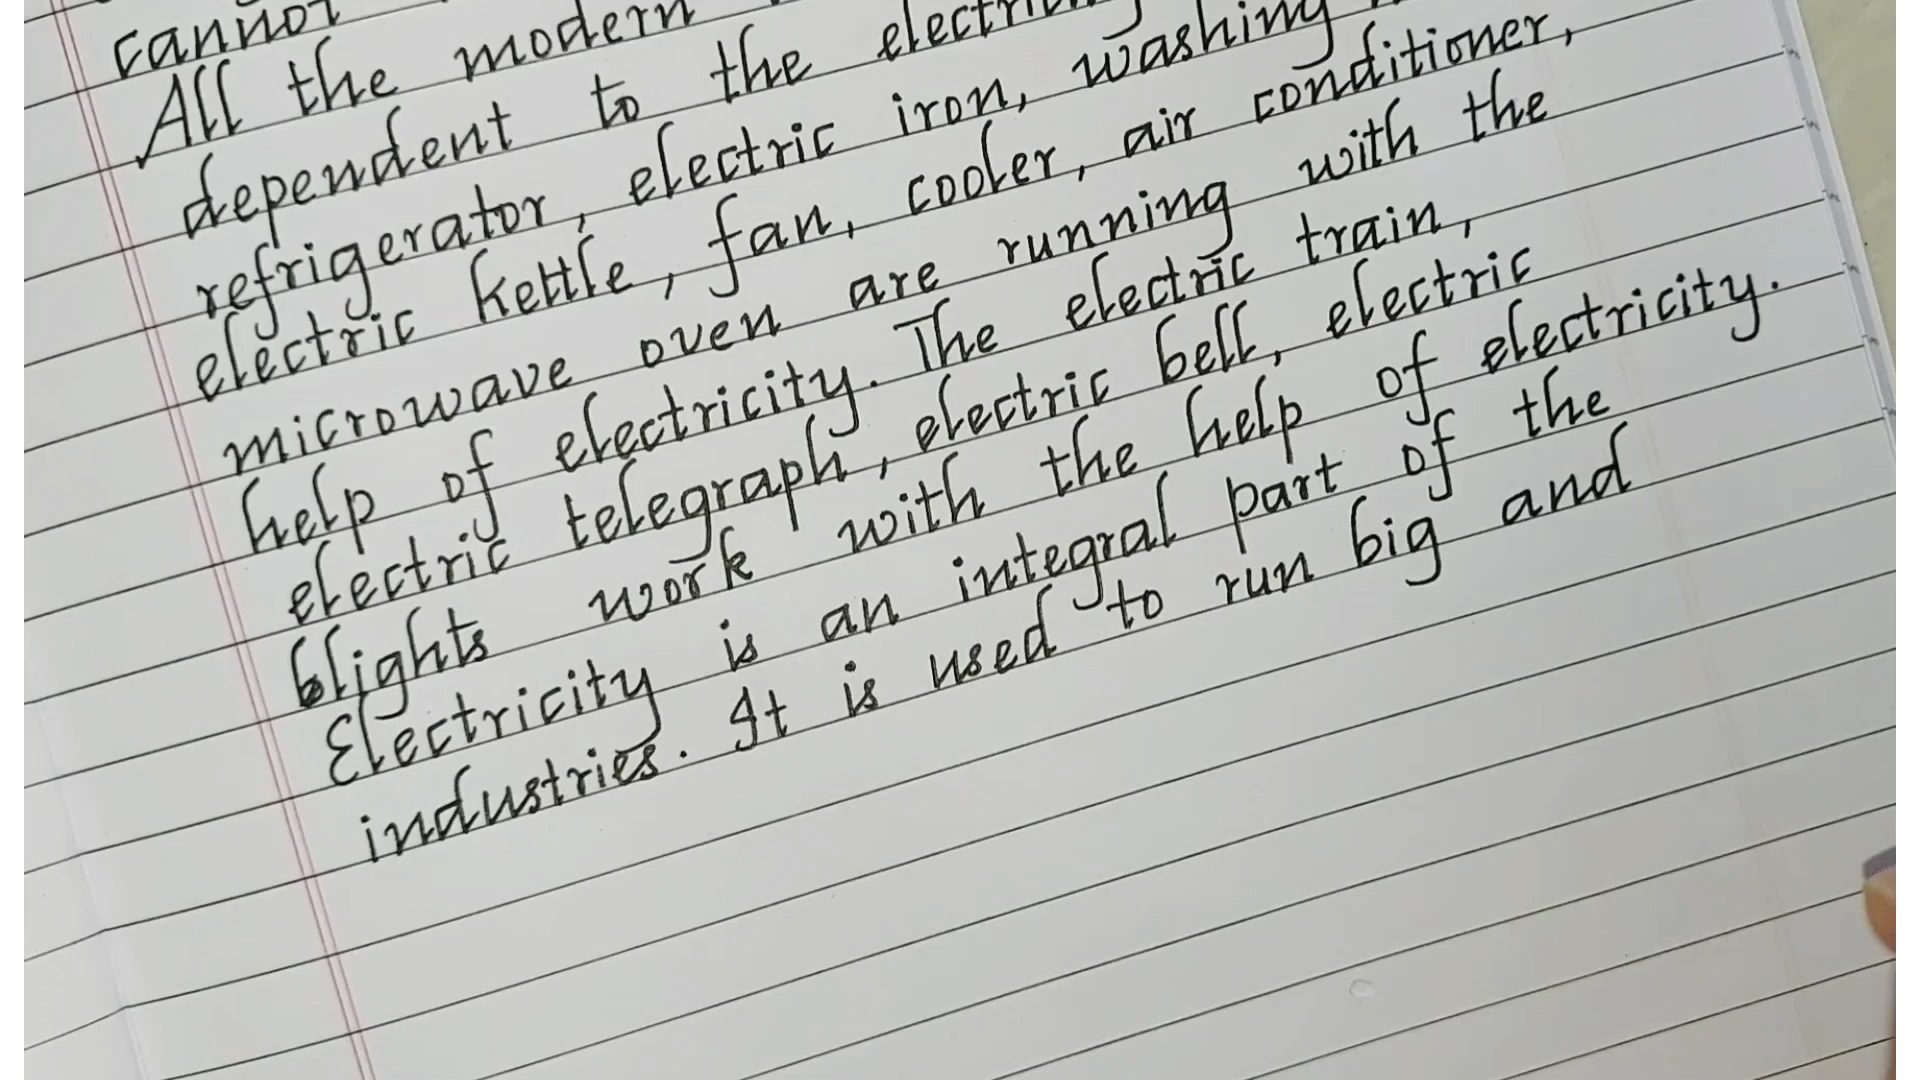 cannot
All the modern
dependent to the
refrigerator, electric iron, washing
electric kettle, fan, cooler, air conditioner,
microwave oven are running with the
help of electricity. The electric train,
electric telegraph, electric bell, electric
blights work with the help of electricity.
Electricity is an integral part of the
industries. It is used to run big and